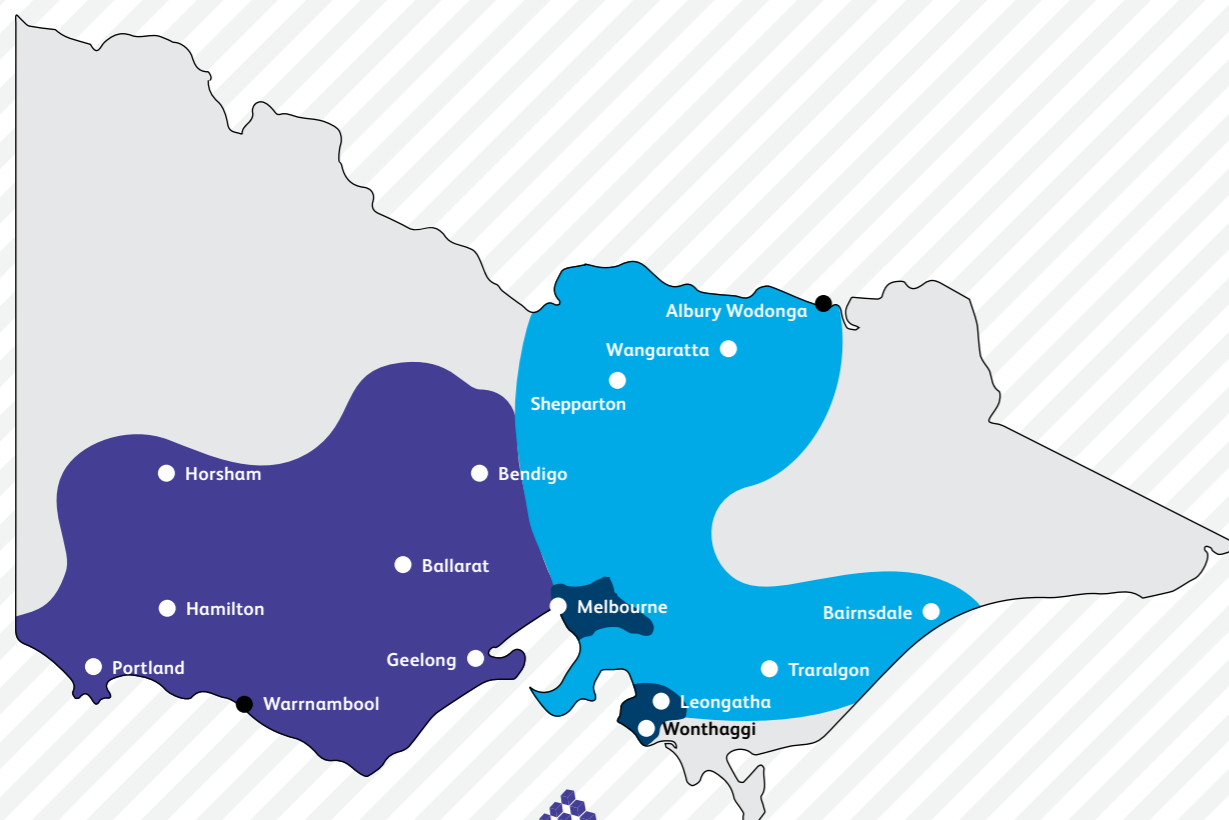 Albury Wodonga
Wangaratta
Shepparton
Horsham
Bendigo
Ballarat
Hamilton
Melbourne
Bairnsdale
Geelong
Portland
Traralgon
Warrnambool
Leongatha
Wonthaggi